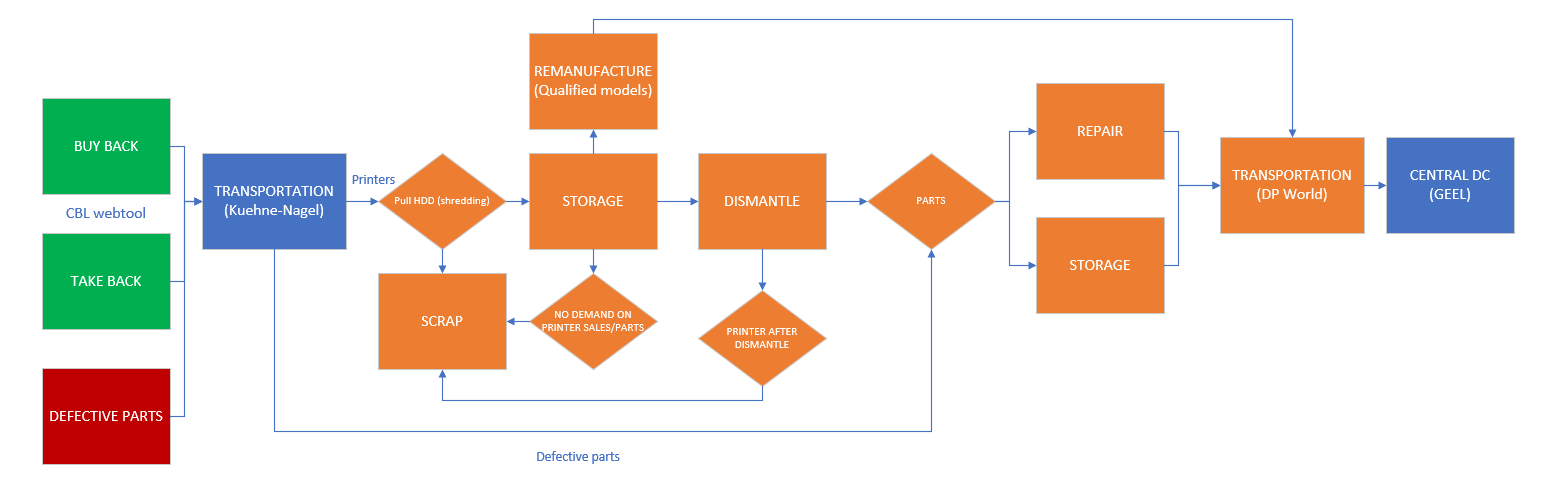 REMANUFACTURE
(Qualified models)
BUY BACK
CBL webtool
TAKE BACK
DEFECTIVE PARTS
TRANSPORTATION
(Kuehne-Nagel)
Printers
Pull HDD (shredding)
SCRAP
STORAGE
NO DEMAND ON
PRINTER SALES/PARTS
DISMANTLE
PRINTER AFTER
DISMANTLE
Defective parts
PARTS
REPAIR
STORAGE
TRANSPORTATION
(DP World)
CENTRAL DC
(GEEL)